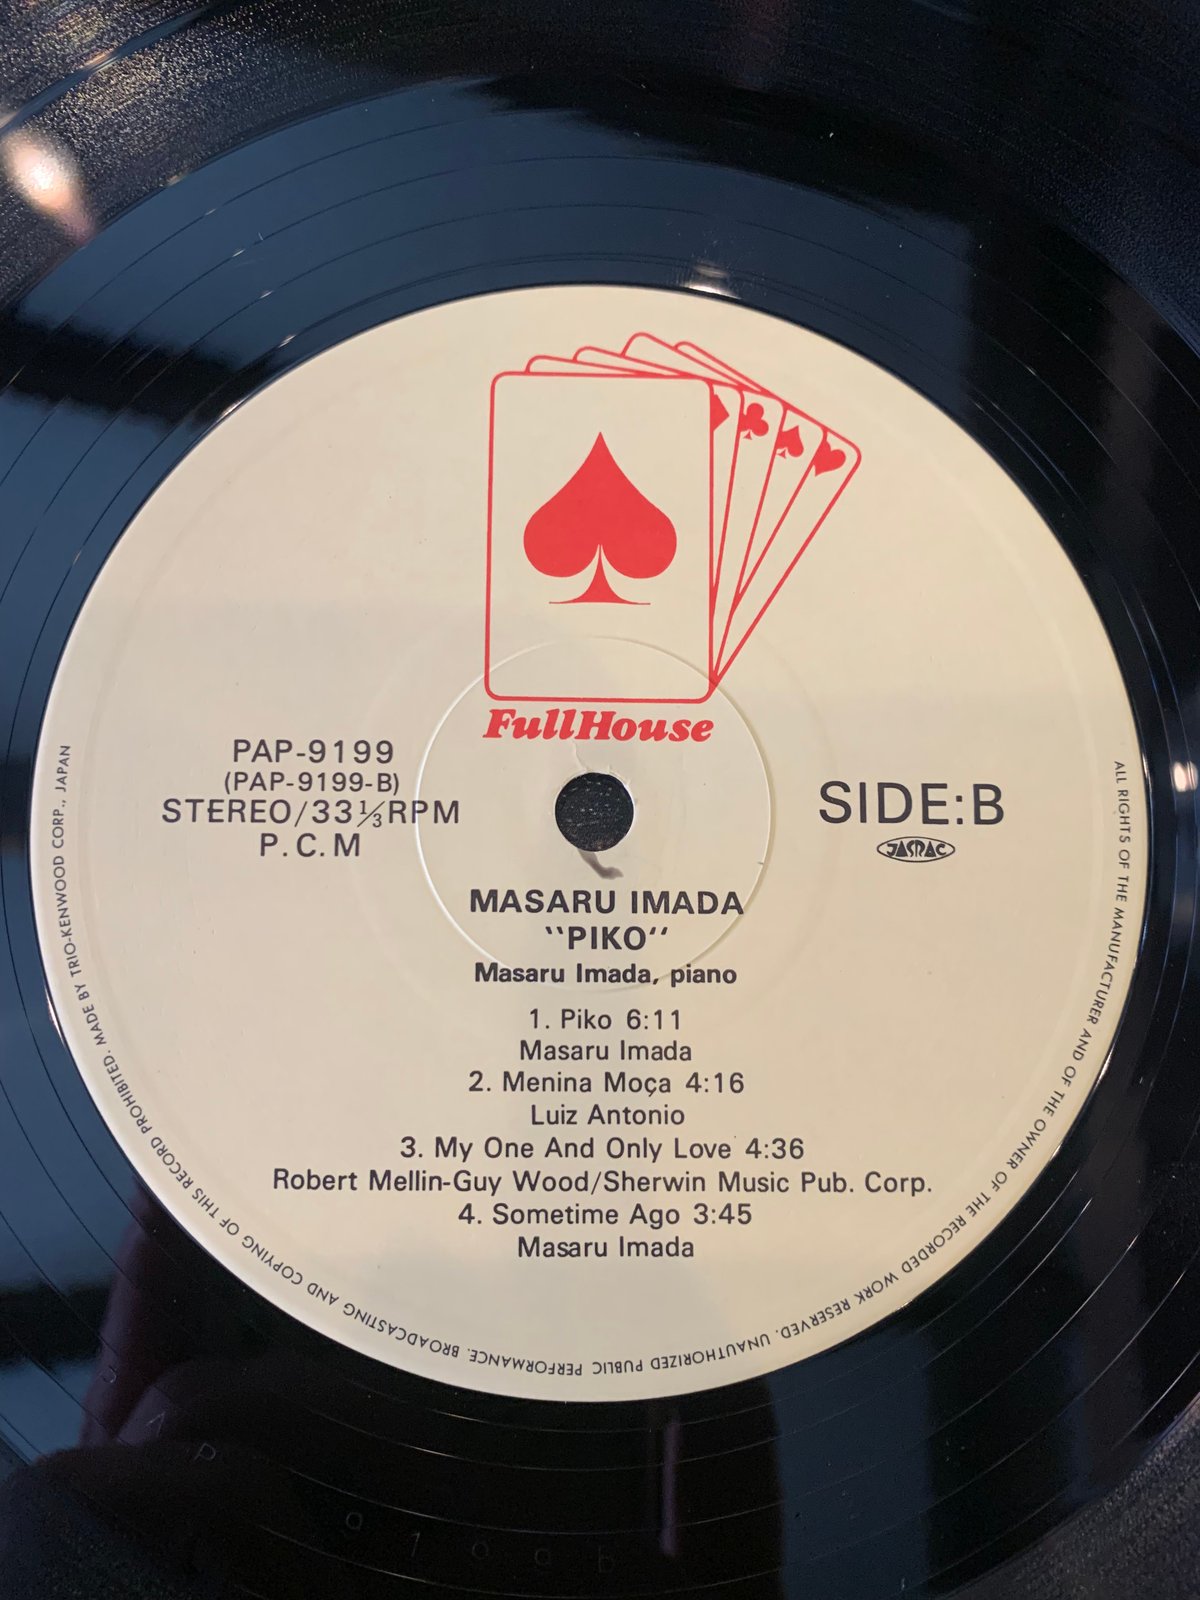 FullHouse
PAP-9199
(PAP-9199-B)
STEREO/33⅓RPM
P.C.M
SIDE:B
JASRAC
MASARU IMADA
"PIKO"
Masaru Imada, piano
1. Piko 6:11
Masaru Imada
2. Menina Moça 4:16
Luiz Antonio
3. My One And Only Love 4:36
Robert Mellin-Guy Wood/Sherwin Music Pub. Corp.
4. Sometime Ago 3:45
Masaru Imada
ALL RIGHTS OF THE MANUFACTURER AND OF THE OWNER OF THE RECORDED WORK RESERVED. UNAUTHORIZED PUBLIC PERFORMANCE. BROADCASTING AND COPYING OF THIS RECORD PROHIBITED. MADE BY TRIO-KENWOOD CORP., JAPAN